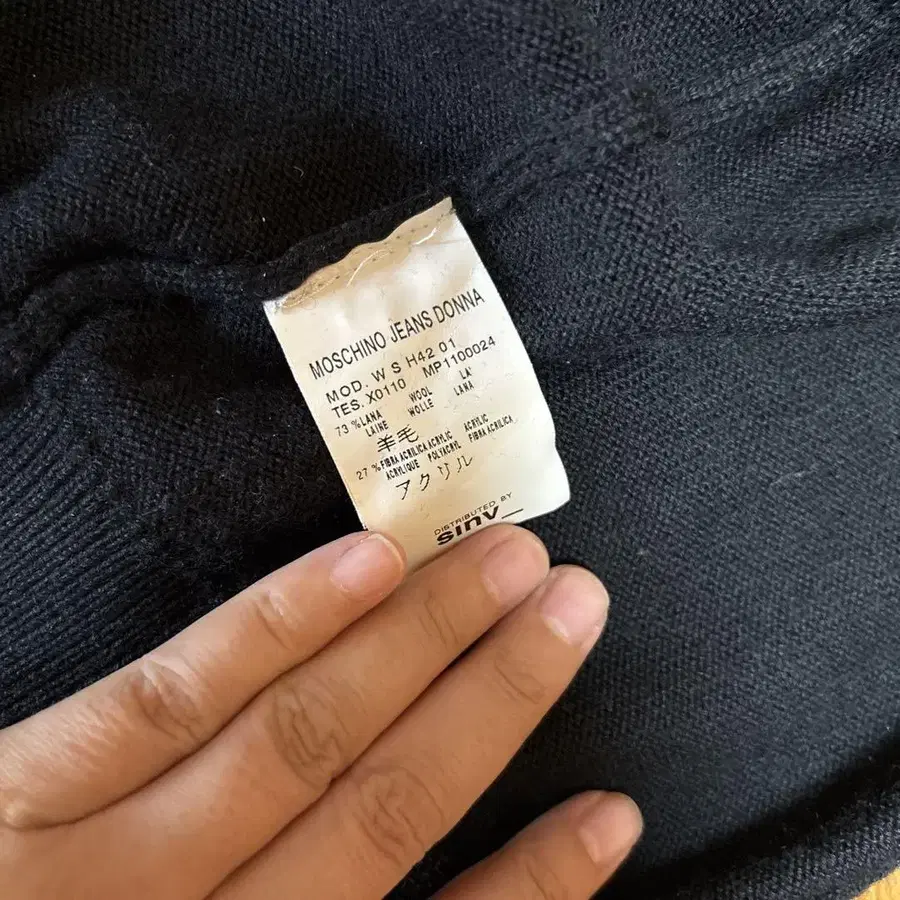 MOSCHINO JEANS DONNA
MOD. W S H42 01
TES. X0110 MP1100024
73 % LANA WOOL LA'
LAINE WOLLE LANA
羊毛
27 % FIBRA ACRILICA ACRYLIC ACRYLIC
ACRYLIQUE POLYACRYL FIBRA ACRILICA
アクリル
DISTRIBUTED BY
sinv_